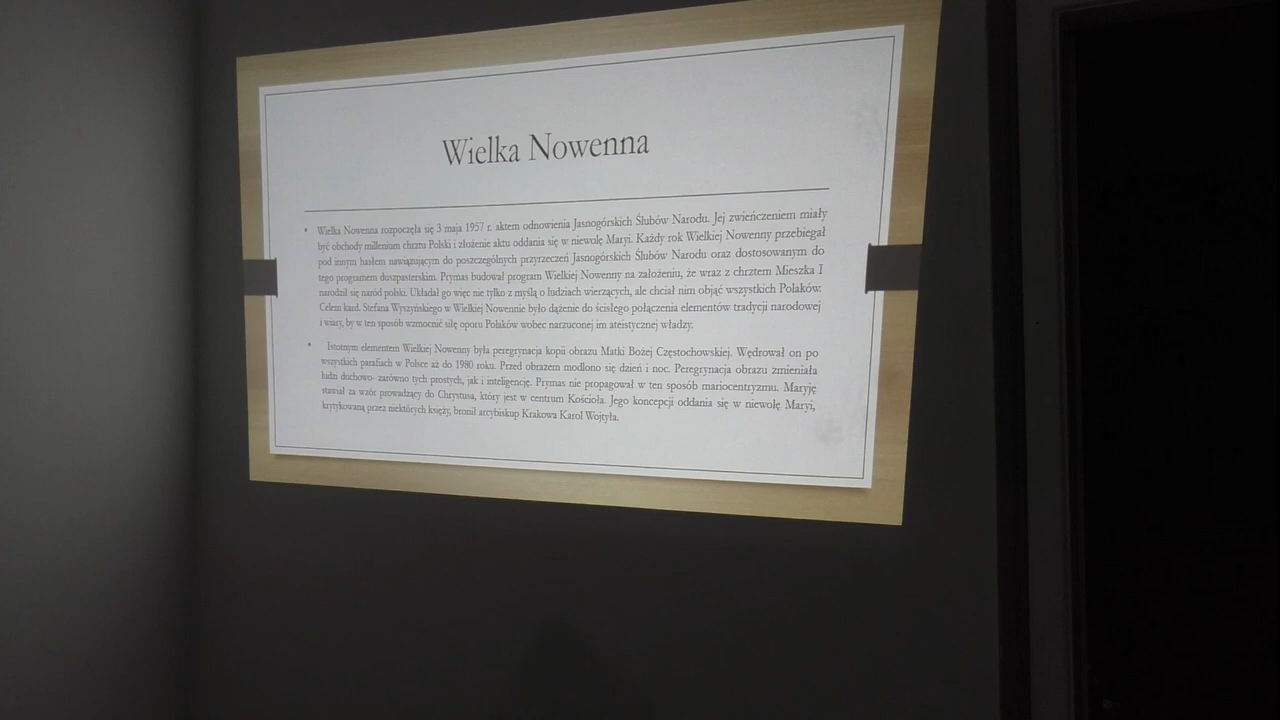 Wielka Nowenna
• Wielka Nowenna rozpoczęła się 3 maja 1957 r. aktem odnowienia Jasnogórskich Ślubów Narodu. Jej zwieńczeniem miały
być obchody millenium chrztu Polski i złożenie aktu oddania się w niewolę Maryi. Każdy rok Wielkiej Nowenny przebiegał
pod innym hasłem nawiązującym do poszczególnych przyrzeczeń Jasnogórskich Ślubów Narodu oraz dostosowanym do
tego programem duszpasterskim. Prymas budował program Wielkiej Nowenny na założeniu, że wraz z chrztem Mieszka I
narodził się naród polski. Układał go więc nie tylko z myślą o ludziach wierzących, ale chciał nim objąć wszystkich Polaków.
Celem kard. Stefana Wyszyńskiego w Wielkiej Nowennie było dążenie do ścisłego połączenia elementów tradycji narodowej
i wiary, by w ten sposób wzmocnić siłę oporu Polaków wobec narzuconej im ateistycznej władzy.
• Istotnym elementem Wielkiej Nowenny była peregrynacja kopii obrazu Matki Bożej Częstochowskiej. Wędrował on po
wszystkich parafiach w Polsce aż do 1980 roku. Przed obrazem modlono się dzień i noc. Peregrynacja obrazu zmieniała
ludzi duchowo- zarówno tych prostych, jak i inteligencję. Prymas nie propagował w ten sposób mariocentryzmu. Maryję
stawiał za wzór prowadzący do Chrystusa, który jest w centrum Kościoła. Jego koncepcji oddania się w niewolę Maryi,
krytykowaną przez niektórych księży, bronił arcybiskup Krakowa Karol Wojtyła.